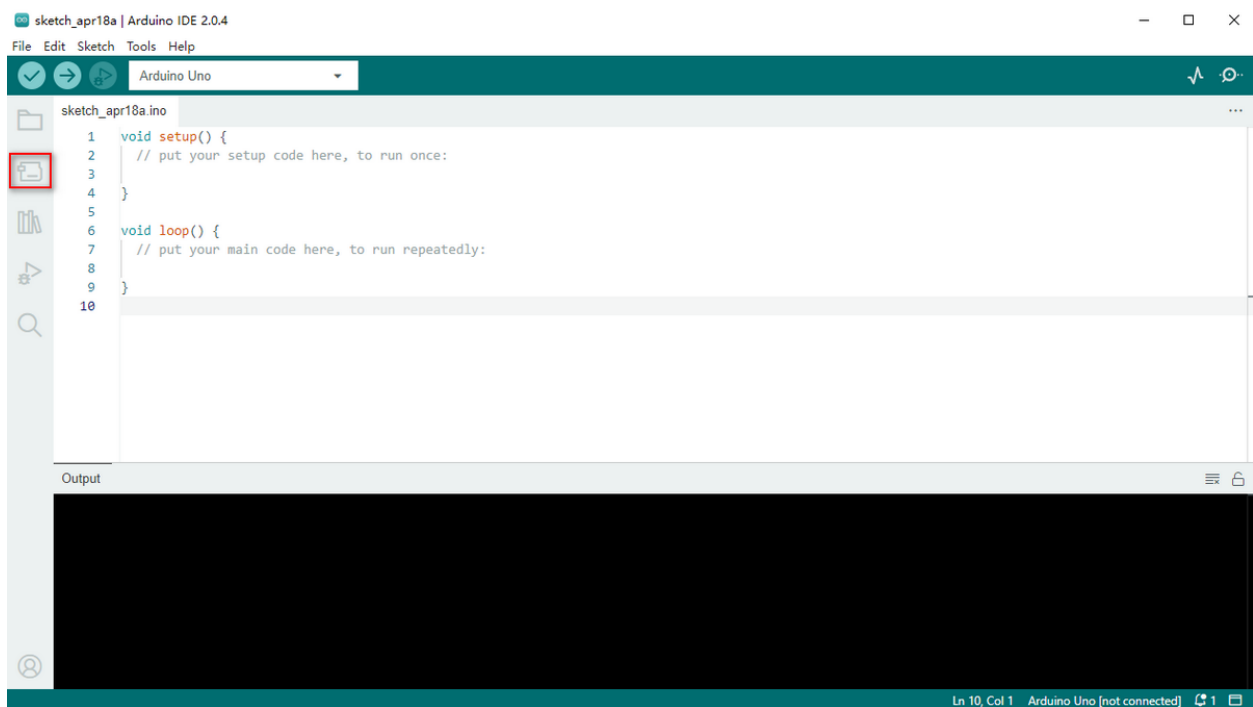 sketch_apr18a | Arduino IDE 2.0.4
File Edit Sketch Tools Help
Arduino Uno
sketch_apr18a.ino
1 void setup() {
2 // put your setup code here, to run once:
3
4 }
5
6 void loop() {
7 // put your main code here, to run repeatedly:
8
9 }
10
Output
Ln 10, Col 1 Arduino Uno [not connected] 1